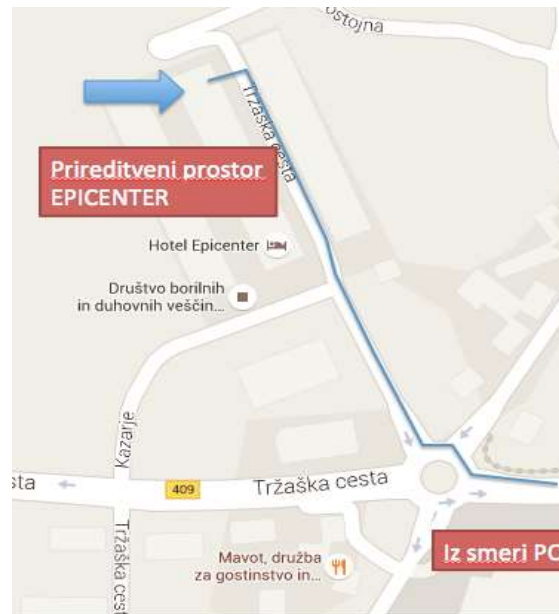 ostojna
Tržaška cesta
Prireditveni prostor
EPICENTER
Hotel Epicenter
Društvo borilnih
in duhovnih veščin...
Kazarje
sta
409
Tržaška cesta
Tržaška cest
Mavot, družba
za gostinstvo in...
Iz smeri PO